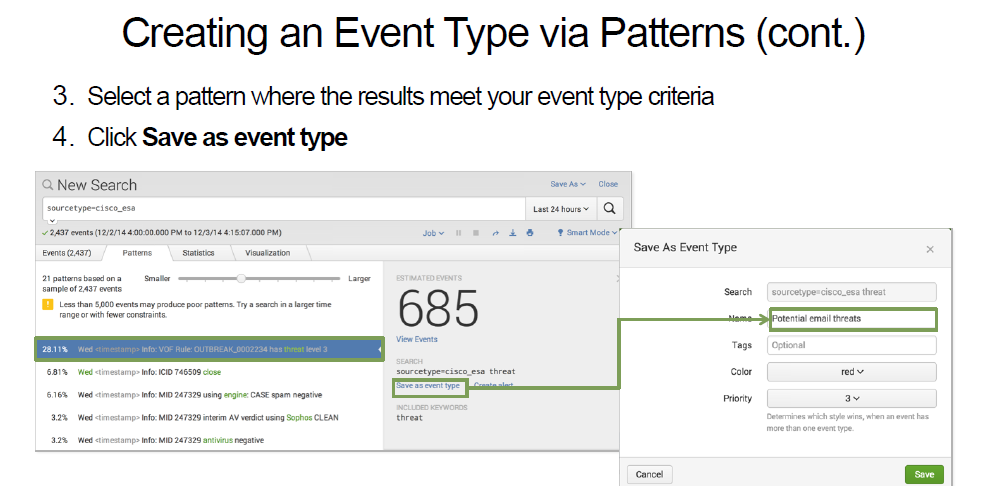 Creating an Event Type via Patterns (cont.)
3. Select a pattern where the results meet your event type criteria
4. Click Save as event type
New Search
Save As
Close
sourcetype=cisco_esa
Last 24 hours
2,437 events (12/2/14 4:00:00.000 PM to 12/3/14 4:15:07.000 PM)
Job
Smart Mode
Events (2,437)
Patterns
Statistics
Visualization
21 patterns based on a
sample of 2,437 events
Smaller
Larger
! Less than 5,000 events may produce poor patterns. Try a search in a larger time
range or with fewer constraints.
28.11% Wed <timestamp> Info: VOF Rule: OUTBREAK_0002234 has threat level 3
6.81% Wed <timestamp> Info: ICID 746509 close
6.16% Wed <timestamp> Info: MID 247329 using engine: CASE spam negative
3.2% Wed <timestamp> Info: MID 247329 interim AV verdict using Sophos CLEAN
3.2% Wed <timestamp> Info: MID 247329 antivirus negative
ESTIMATED EVENTS
685
View Events
SEARCH
sourcetype=cisco_esa threat
Save as event type
Create alert
INCLUDED KEYWORDS
threat
Save As Event Type
×
Search
sourcetype=cisco_esa threat
Name
Potential email threats
Tags
Optional
Color
red
Priority
3
Determines which style wins, when an event has
more than one event type.
Cancel
Save